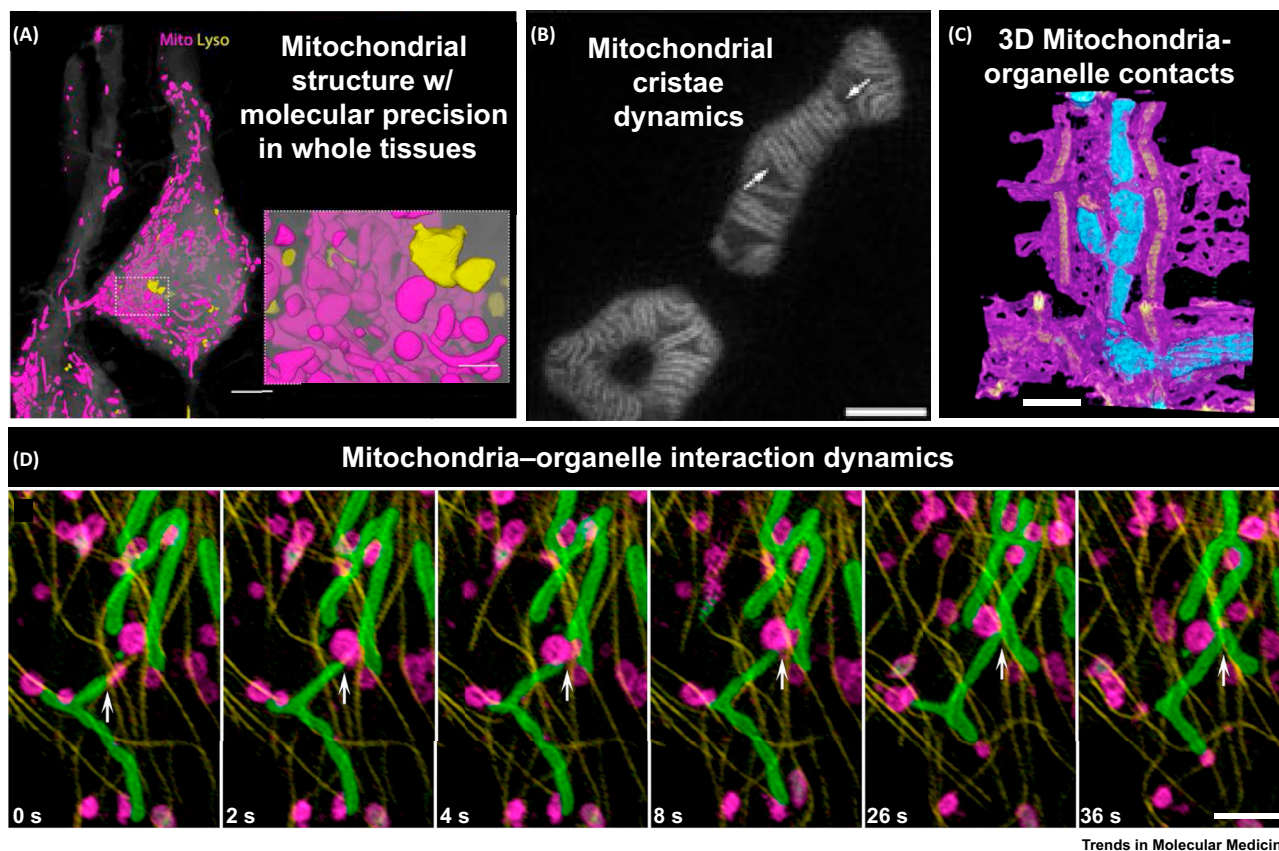 (A)
Mito Lyso
Mitochondrial
structure w/
molecular precision
in whole tissues
(B)
Mitochondrial
cristae
dynamics
(C)
3D Mitochondria-
organelle contacts
(D)
Mitochondria–organelle interaction dynamics
0 s
2 s
4 s
8 s
26 s
36 s
Trends in Molecular Medicin